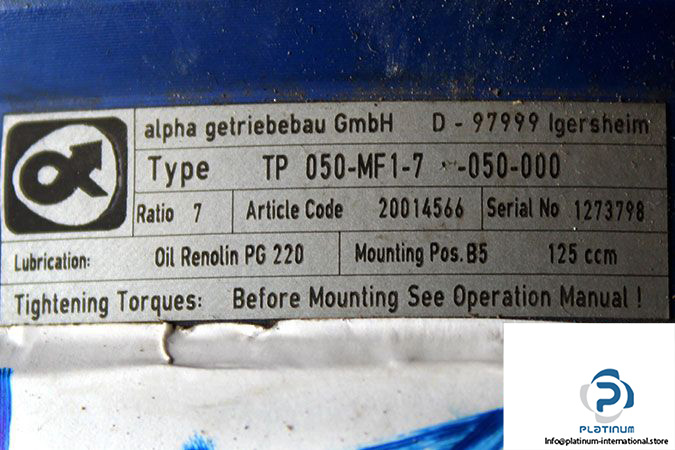 alpha getriebebau GmbH D - 97999 Igersheim
Type TP 050-MF1-7 -050-000
Ratio 7 Article Code 20014566 Serial No 1273798
Lubrication: Oil Renolin PG 220 Mounting Pos. B5 125 ccm
Tightening Torques: Before Mounting See Operation Manual !
PLATINUM
Info@platinum-international.store